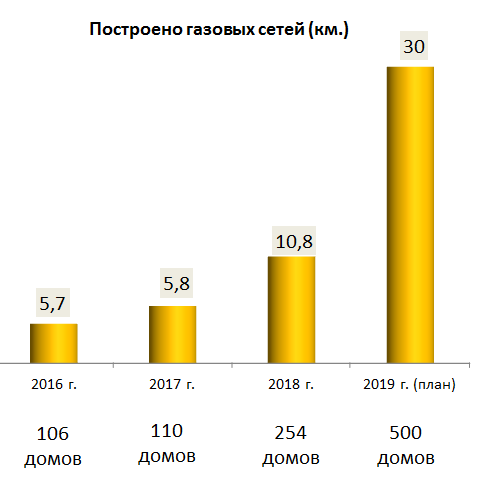 Построено газовых сетей (км.)
30
10,8
5,8
5,7
2016 г. 2017 г. 2018 г. 2019 г. (план)
106 110 254 500
домов домов домов домов